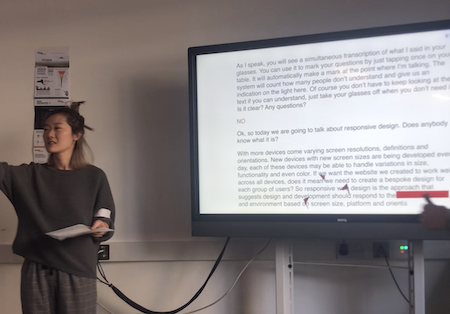 As I speak, you will see a simultaneous transcription of what I said in your
glasses. You can use it to mark your questions by just tapping once on your
table. It will automatically make a mark at the point where I'm talking. The
system will count how many people don't understand and give us an
indication on the light here. Of course you don't have to keep looking at the
text if you can understand, just take your glasses off when you don't need
Is it clear? Any questions?
NO
Ok, so today we are going to talk about responsive design. Does anybody
know what it is?
With more devices come varying screen resolutions, definitions and
orientations. New devices with new screen sizes are being developed every
day, each of these devices may be able to handle variations in size,
functionality and even color. If we want the website we created to work
across all devices, does it mean we need to create a bespoke design for
each group of users? So responsive web design is the approach that
suggests design and development should respond to the
and environment based on screen size, platform and orienta
BENQ